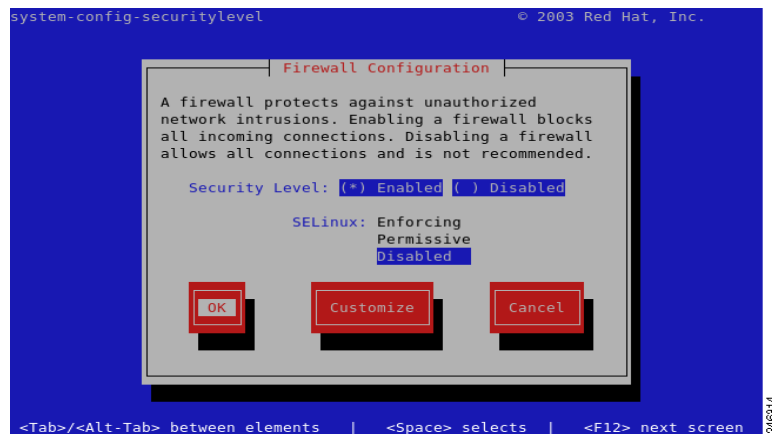 system-config-securitylevel © 2003 Red Hat, Inc.
Firewall Configuration
A firewall protects against unauthorized
network intrusions. Enabling a firewall blocks
all incoming connections. Disabling a firewall
allows all connections and is not recommended.
Security Level: (*) Enabled ( ) Disabled
SELinux: Enforcing
Permissive
Disabled
OK Customize Cancel
<Tab>/<Alt-Tab> between elements | <Space> selects | <F12> next screen